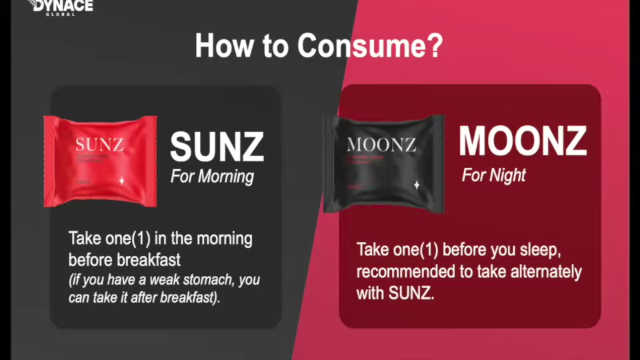 DYNACE
GLOBAL
How to Consume?
SUNZ
SUNZ
For Morning
Take one(1) in the morning
before breakfast
(if you have a weak stomach, you
can take it after breakfast).
MOONZ
MOONZ
For Night
Take one(1) before you sleep,
recommended to take alternately
with SUNZ.